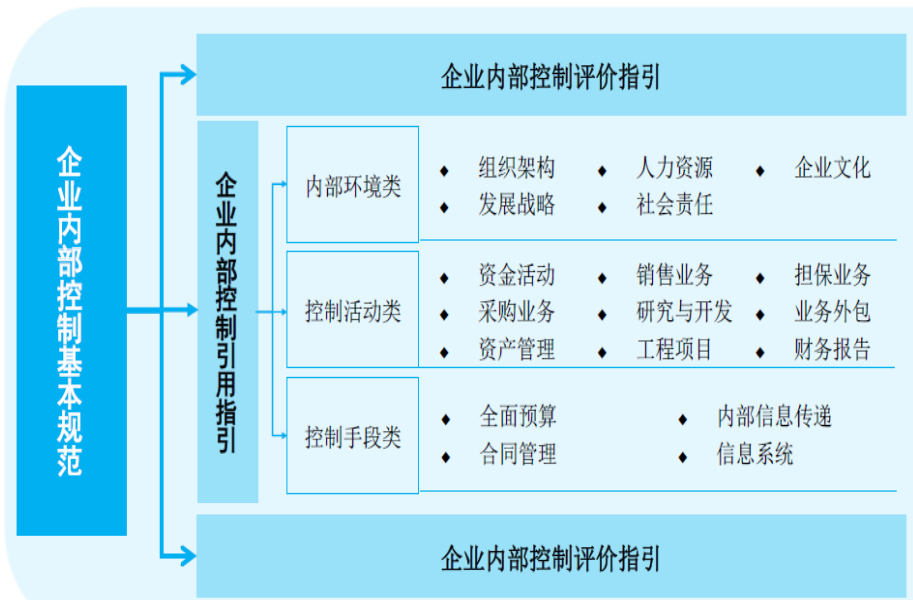 企业内部控制基本规范
企业内部控制评价指引
企业内部控制引用指引
内部环境类
◆ 组织架构 ◆ 人力资源 ◆ 企业文化
◆ 发展战略 ◆ 社会责任
控制活动类
◆ 资金活动 ◆ 销售业务 ◆ 担保业务
◆ 采购业务 ◆ 研究与开发 ◆ 业务外包
◆ 资产管理 ◆ 工程项目 ◆ 财务报告
控制手段类
◆ 全面预算 ◆ 内部信息传递
◆ 合同管理 ◆ 信息系统
企业内部控制评价指引